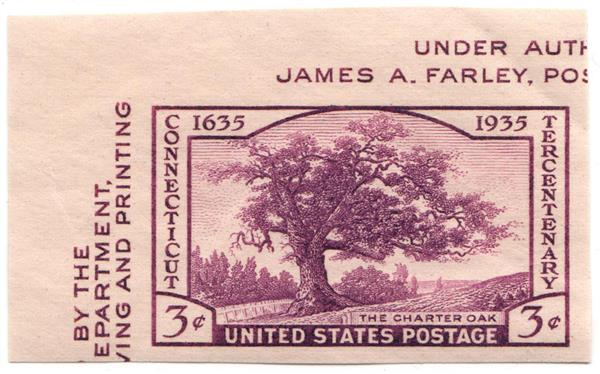 UNDER AUTH
JAMES A. FARLEY, POS
BY THE
EPARTMENT,
VING AND PRINTING
1635
1935
CONNECTICUT
TERCENTENARY
THE CHARTER OAK
3¢
UNITED STATES POSTAGE
3¢